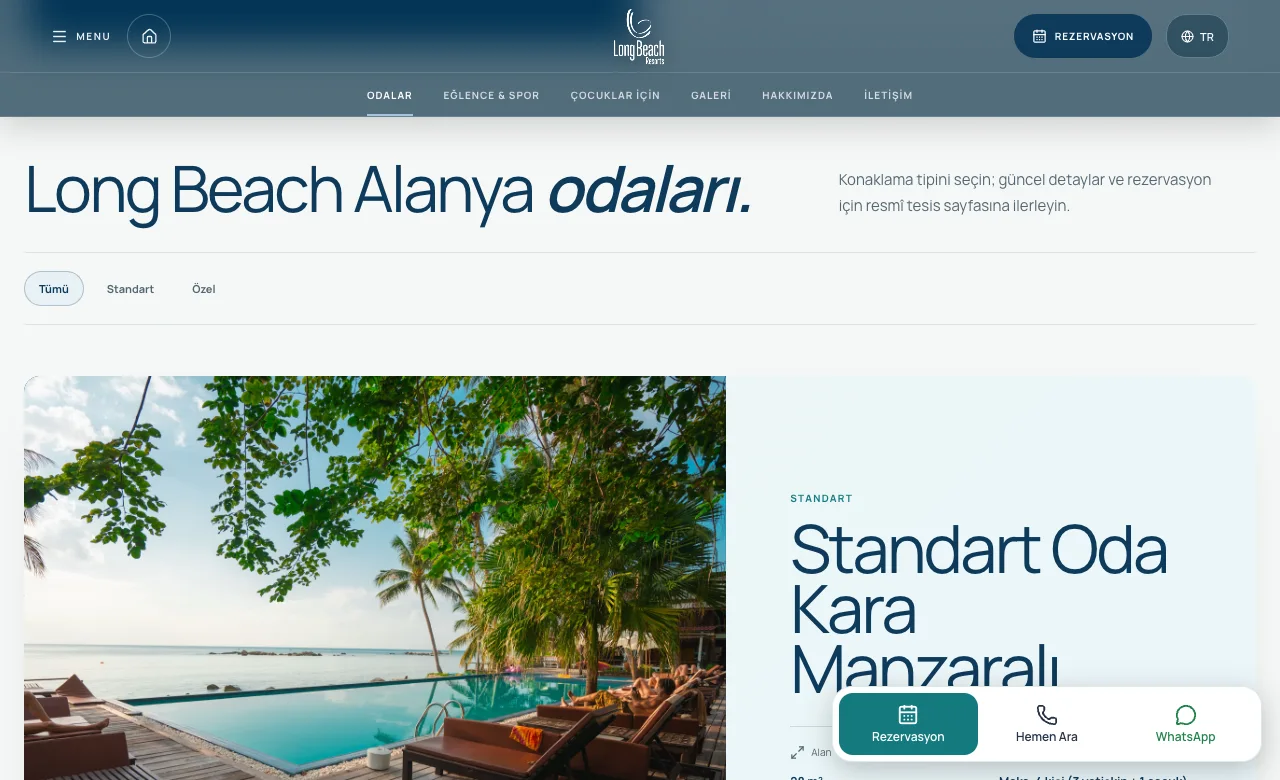 MENU
Long Beach
Resorts
REZERVASYON
TR
ODALAR
EĞLENCE & SPOR
ÇOCUKLAR İÇİN
GALERİ
HAKKIMIZDA
İLETİŞİM
Long Beach Alanya odaları.
Konaklama tipini seçin; güncel detaylar ve rezervasyon
için resmî tesis sayfasına ilerleyin.
Tümü
Standart
Özel
STANDART
Standart Oda
Kara
Manzaralı
Alan
Rezervasyon
Hemen Ara
WhatsApp